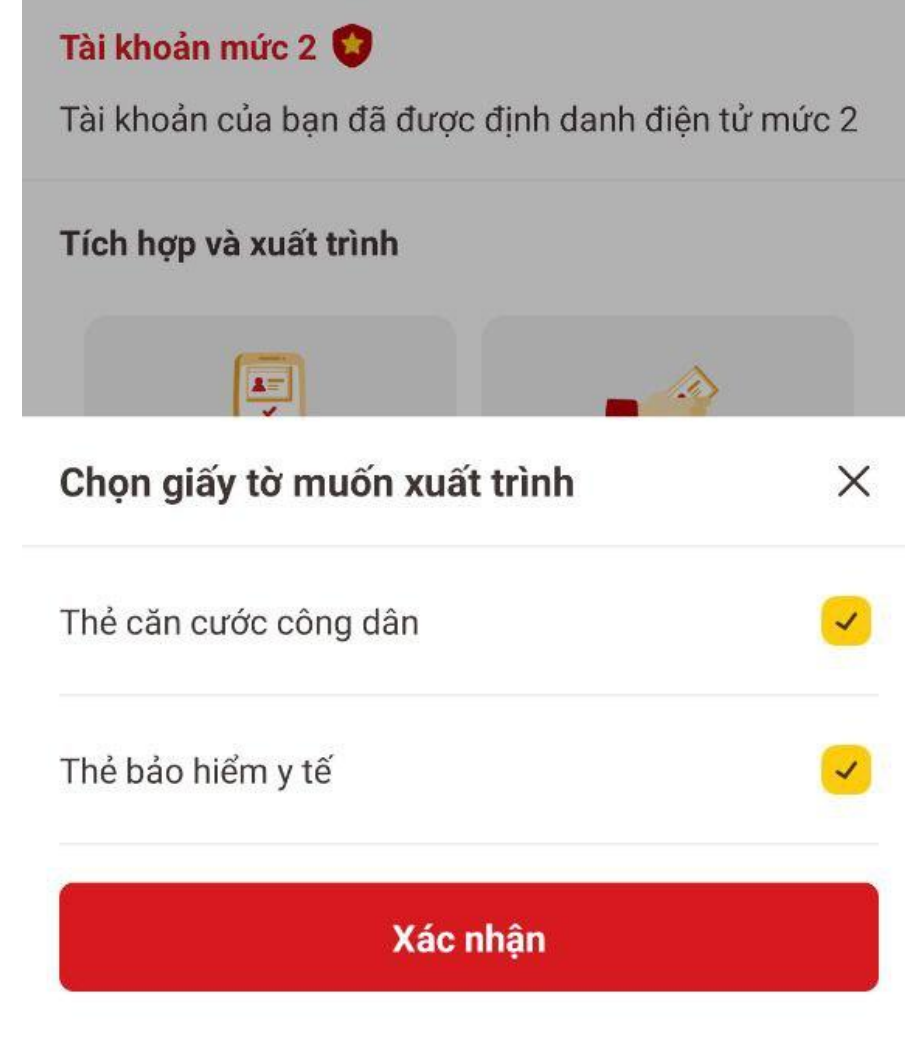 Tài khoản mức 2
Tài khoản của bạn đã được định danh điện tử mức 2
Tích hợp và xuất trình
Chọn giấy tờ muốn xuất trình
Thẻ căn cước công dân
Thẻ bảo hiểm y tế
Xác nhận